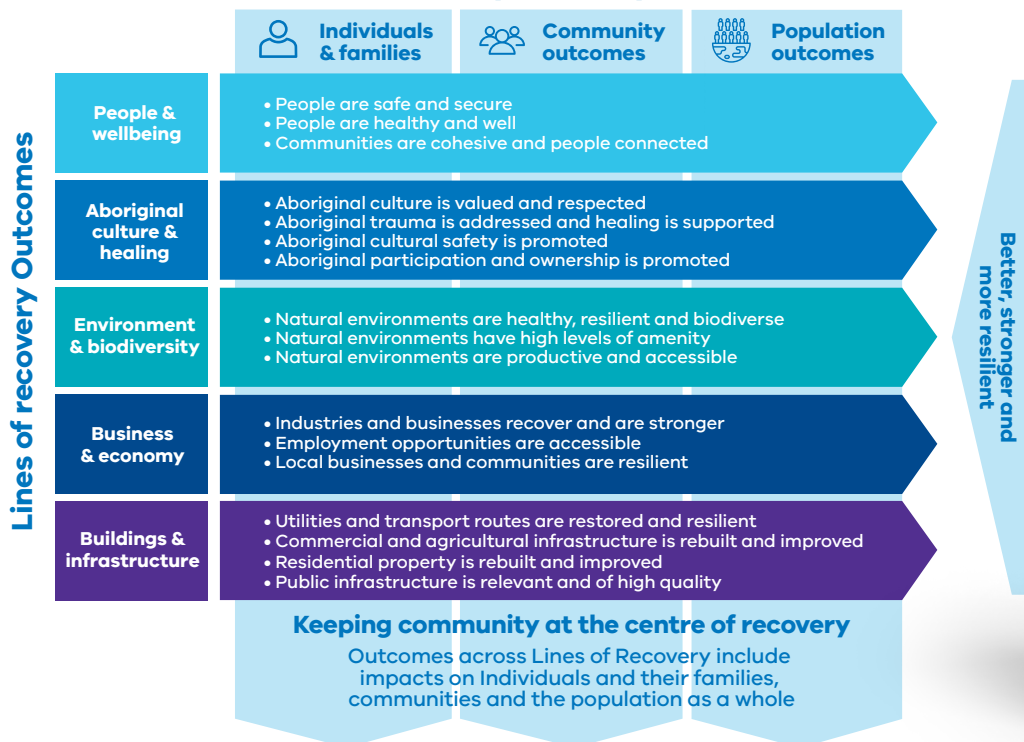 Individuals
& families
Community
outcomes
Population
outcomes
Lines of recovery Outcomes
People &
wellbeing
• People are safe and secure
• People are healthy and well
• Communities are cohesive and people connected
Aboriginal
culture &
healing
• Aboriginal culture is valued and respected
• Aboriginal trauma is addressed and healing is supported
• Aboriginal cultural safety is promoted
• Aboriginal participation and ownership is promoted
Environment
& biodiversity
• Natural environments are healthy, resilient and biodiverse
• Natural environments have high levels of amenity
• Natural environments are productive and accessible
Business
& economy
• Industries and businesses recover and are stronger
• Employment opportunities are accessible
• Local businesses and communities are resilient
Buildings &
infrastructure
• Utilities and transport routes are restored and resilient
• Commercial and agricultural infrastructure is rebuilt and improved
• Residential property is rebuilt and improved
• Public infrastructure is relevant and of high quality
Better, stronger and
more resilient
Keeping community at the centre of recovery
Outcomes across Lines of Recovery include
impacts on Individuals and their families,
communities and the population as a whole